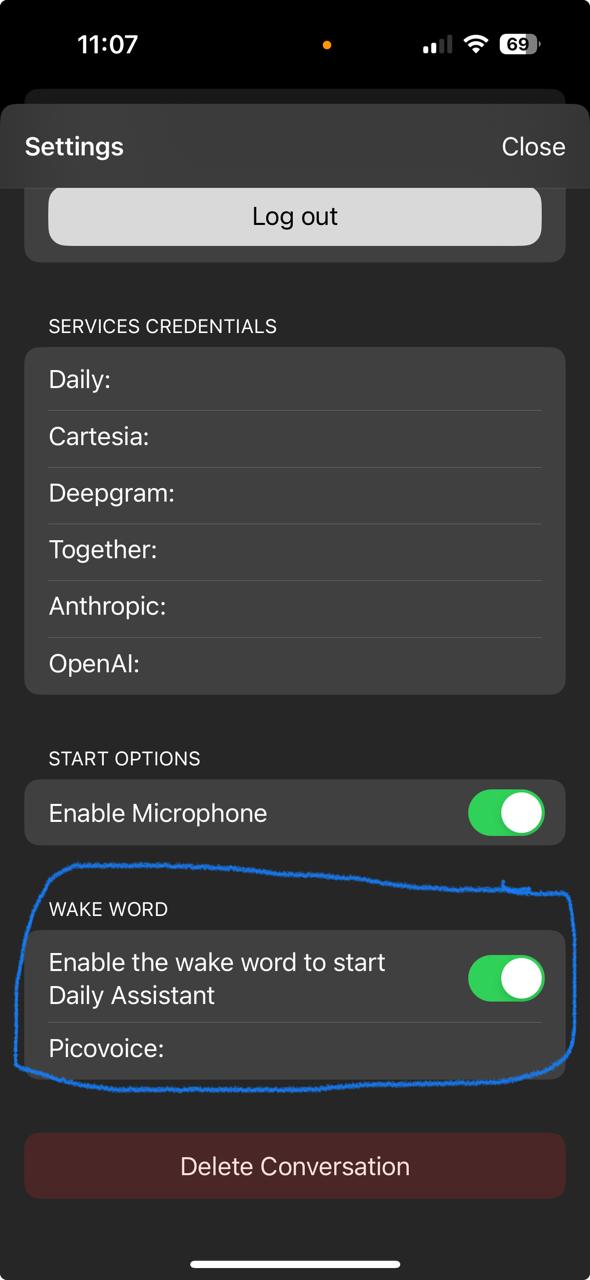 11:07
69
Settings
Close
Log out
SERVICES CREDENTIALS
Daily:
Cartesia:
Deepgram:
Together:
Anthropic:
OpenAI:
START OPTIONS
Enable Microphone
WAKE WORD
Enable the wake word to start
Daily Assistant
Picovoice:
Delete Conversation